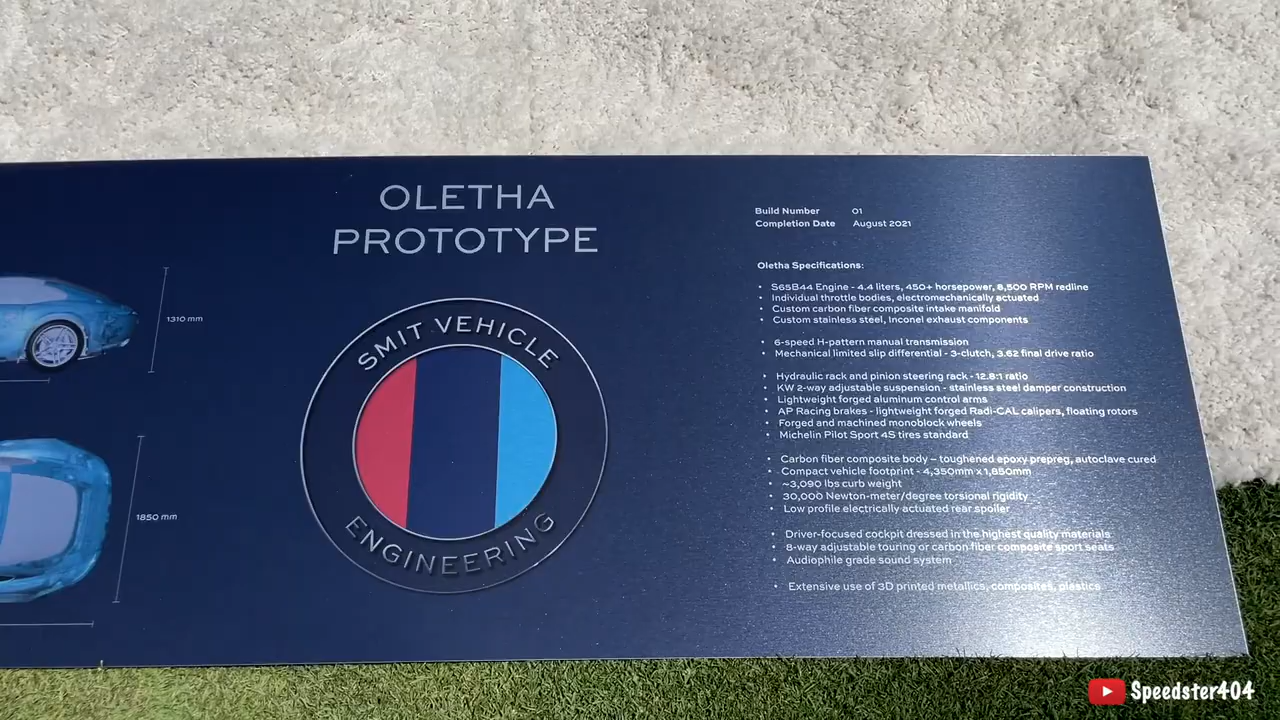 OLETHA
PROTOTYPE
1310 mm
1850 mm
SMIT VEHICLE
ENGINEERING
Build Number 01
Completion Date August 2021
Oletha Specifications:
• S65B44 Engine - 4.4 liters, 450+ horsepower, 8,500 RPM redline
• Individual throttle bodies, electromechanically actuated
• Custom carbon fiber composite intake manifold
• Custom stainless steel, Inconel exhaust components
• 6-speed H-pattern manual transmission
• Mechanical limited slip differential - 3-clutch, 3.62 final drive ratio
• Hydraulic rack and pinion steering rack - 12.8:1 ratio
• KW 2-way adjustable suspension - stainless steel damper construction
• Lightweight forged aluminum control arms
• AP Racing brakes - lightweight forged Radi-CAL calipers, floating rotors
• Forged and machined monoblock wheels
• Michelin Pilot Sport 4S tires standard
• Carbon fiber composite body – toughened epoxy prepreg, autoclave cured
• Compact vehicle footprint - 4,350mm x 1,850mm
• ~3,090 lbs curb weight
• 30,000 Newton-meter/degree torsional rigidity
• Low profile electrically actuated rear spoiler
• Driver-focused cockpit dressed in the highest quality materials
• 8-way adjustable touring or carbon fiber composite sport seats
• Audiophile grade sound system
• Extensive use of 3D printed metallics, composites, plastics
Speedster404